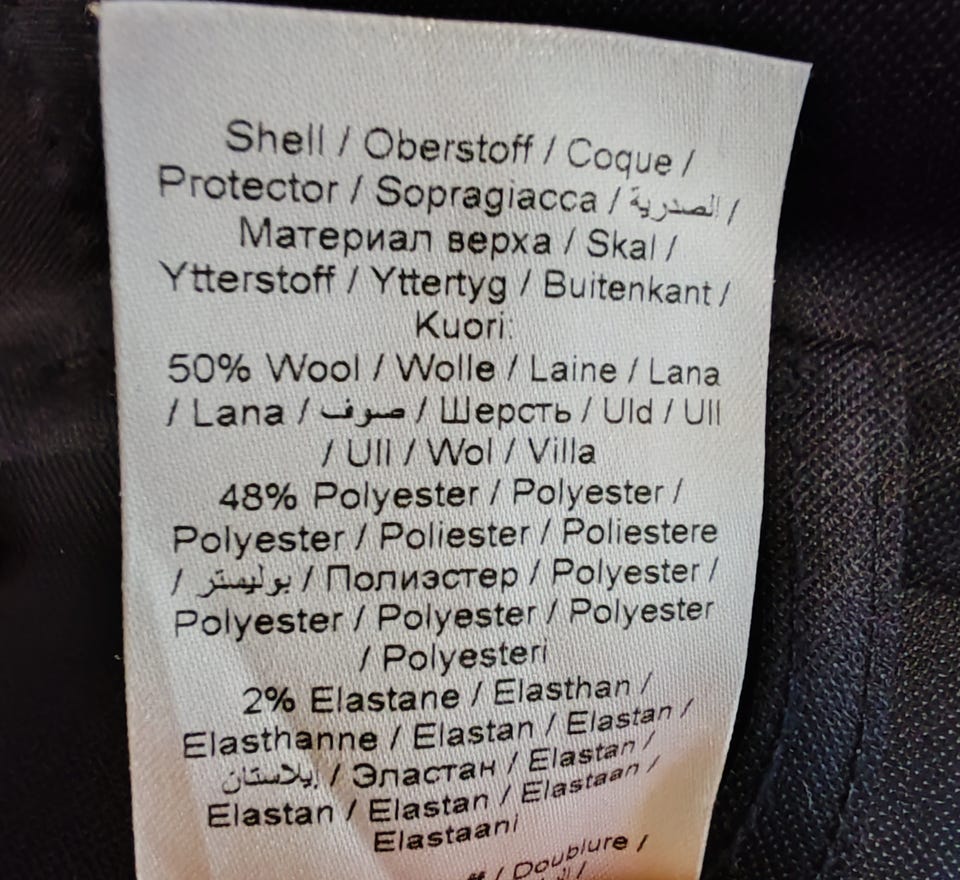 Shell / Oberstoff / Coque /
Protector / Sopragiacca / الصدرية /
Материал верха / Skal /
Ytterstoff / Yttertyg / Buitenkant /
Kuori:
50% Wool / Wolle / Laine / Lana
/ Lana / صوف / Шерсть / Uld / Ull
/ Ull / Wol / Villa
48% Polyester / Polyester /
Polyester / Poliester / Poliestere
/ بوليستر / Полиэстер / Polyester /
Polyester / Polyester / Polyester
/ Polyesteri
2% Elastane / Elasthan /
Elasthanne / Elastan / Elastan /
إيلاستان / Эластан / Elastan /
Elastan / Elastan / Elastaan /
Elastaani
/ Doublure /